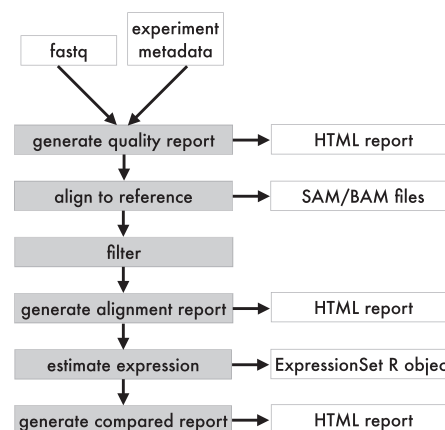 fastq
experiment
metadata
generate quality report
HTML report
align to reference
SAM/BAM files
filter
generate alignment report
HTML report
estimate expression
ExpressionSet R objec
generate compared report
HTML report